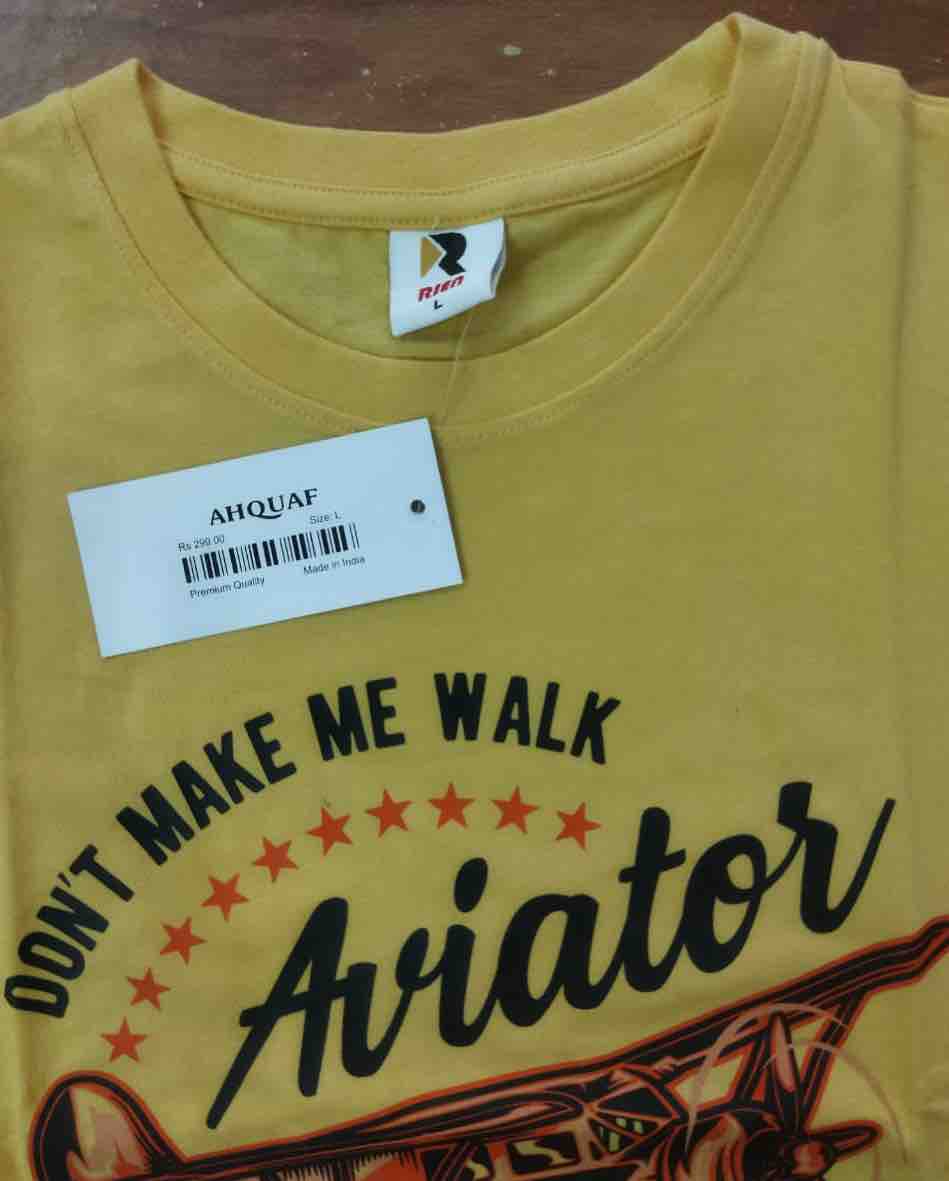 RIEN
L
AHQUAF
Rs 299.00 Size: L
Premium Quality Made in India
DON'T MAKE ME WALK
Aviator